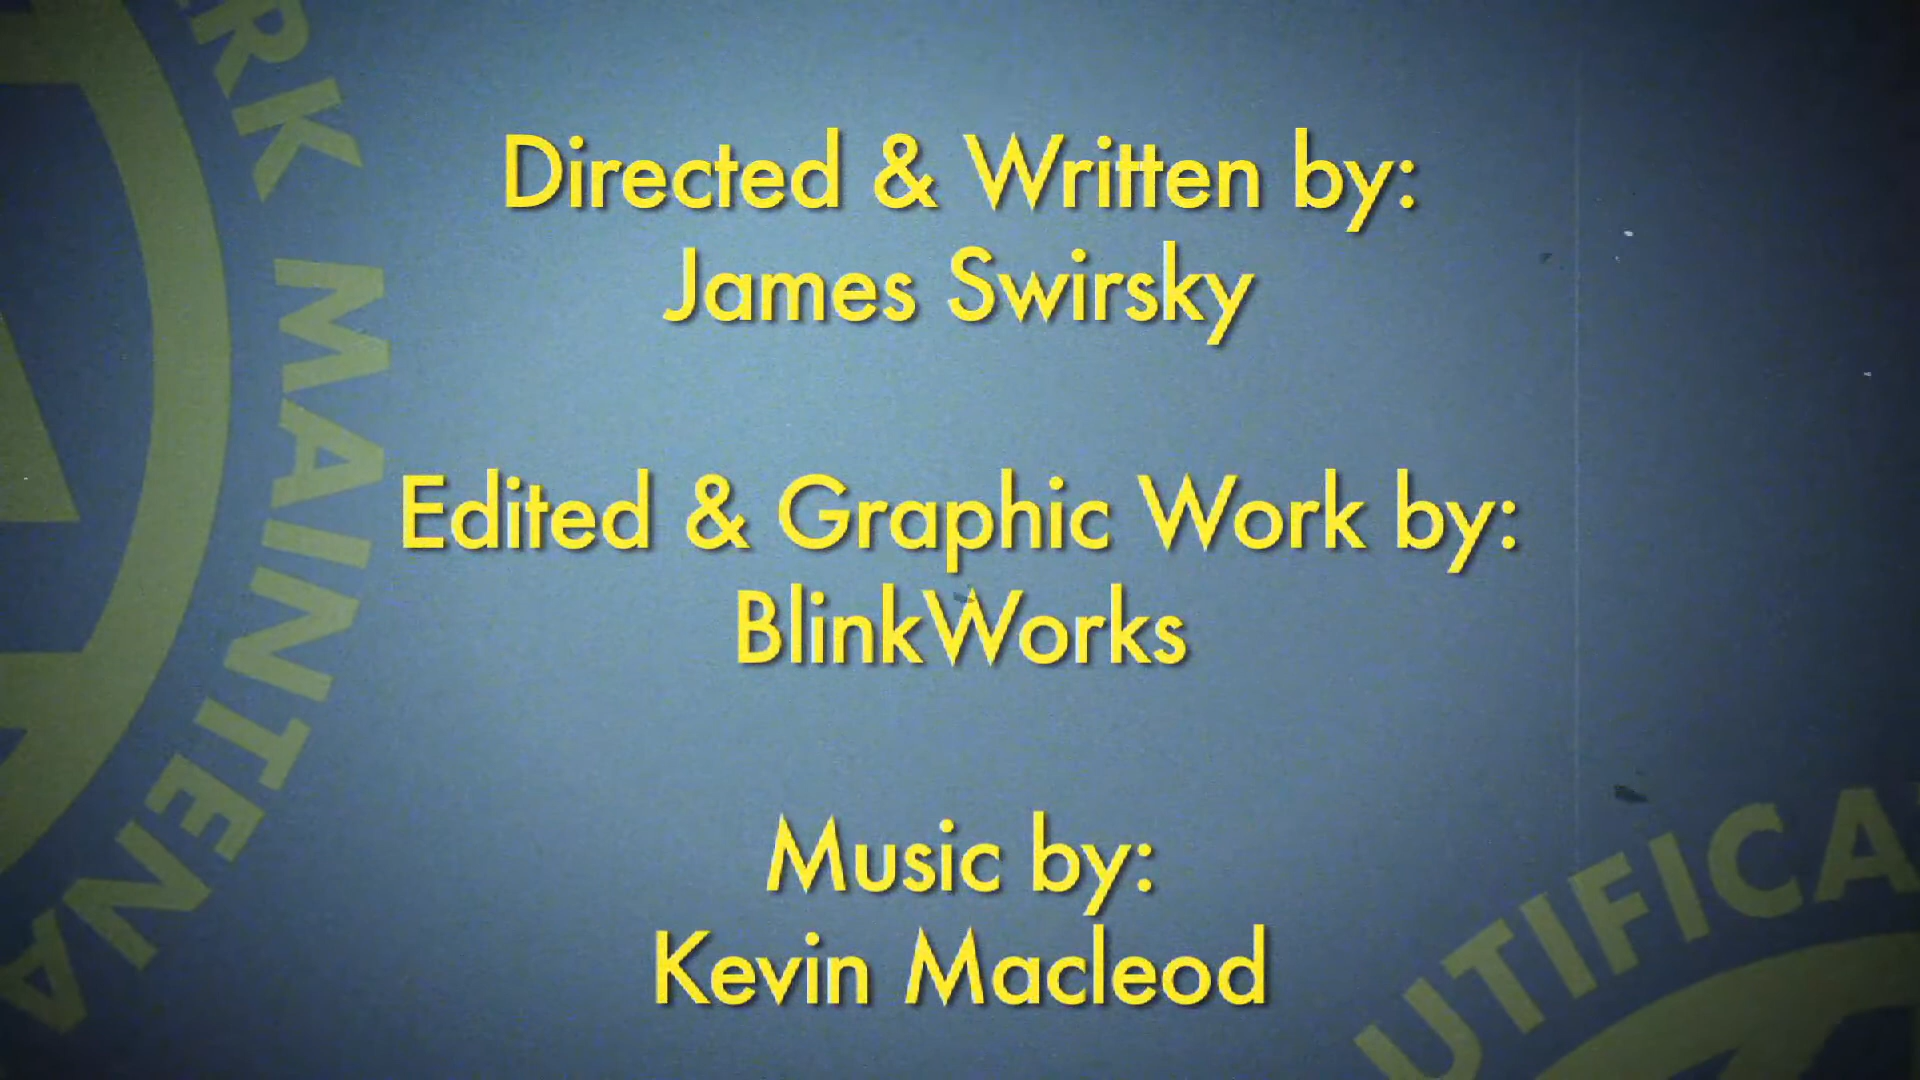 Directed & Written by:
James Swirsky
Edited & Graphic Work by:
BlinkWorks
Music by:
Kevin Macleod